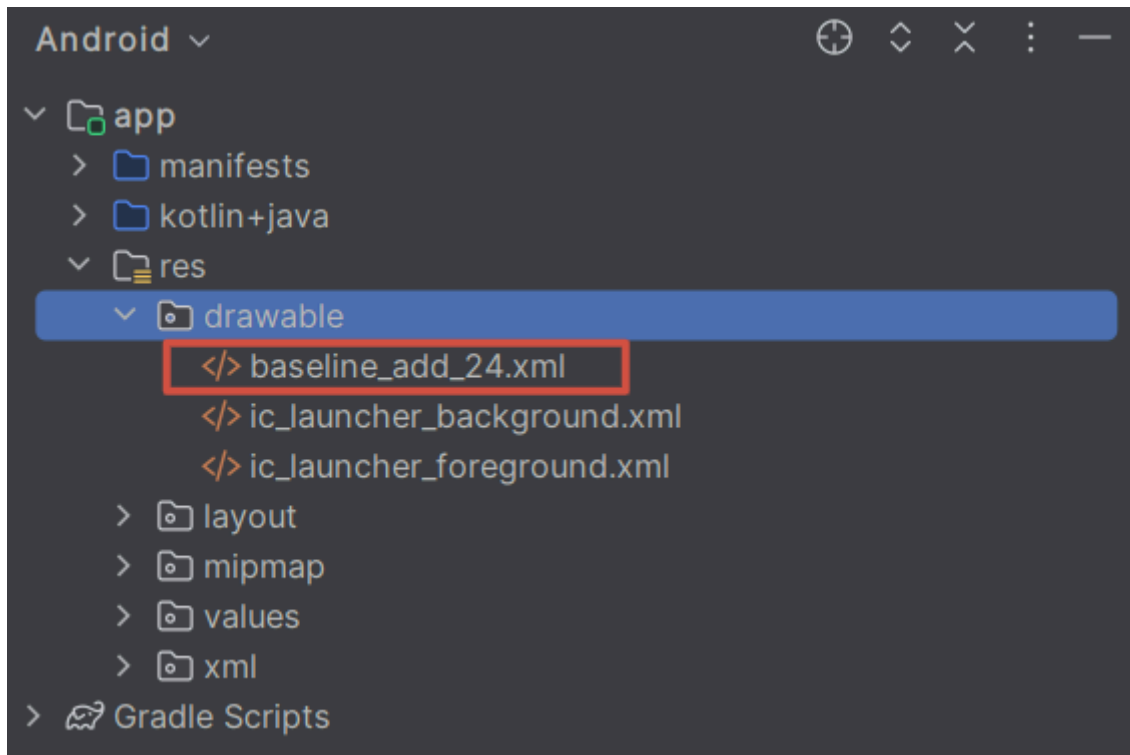 Android
app
manifests
kotlin+java
res
drawable
</> baseline_add_24.xml
</> ic_launcher_background.xml
</> ic_launcher_foreground.xml
layout
mipmap
values
xml
Gradle Scripts